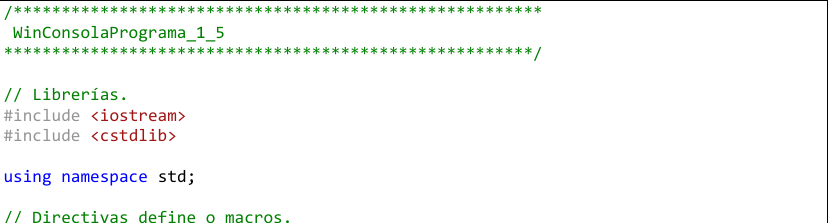 /*******************************************************
WinConsolaPrograma_1_5
*******************************************************/
// Librerías.
#include <iostream>
#include <cstdlib>
using namespace std;
// Directivas define o macros.